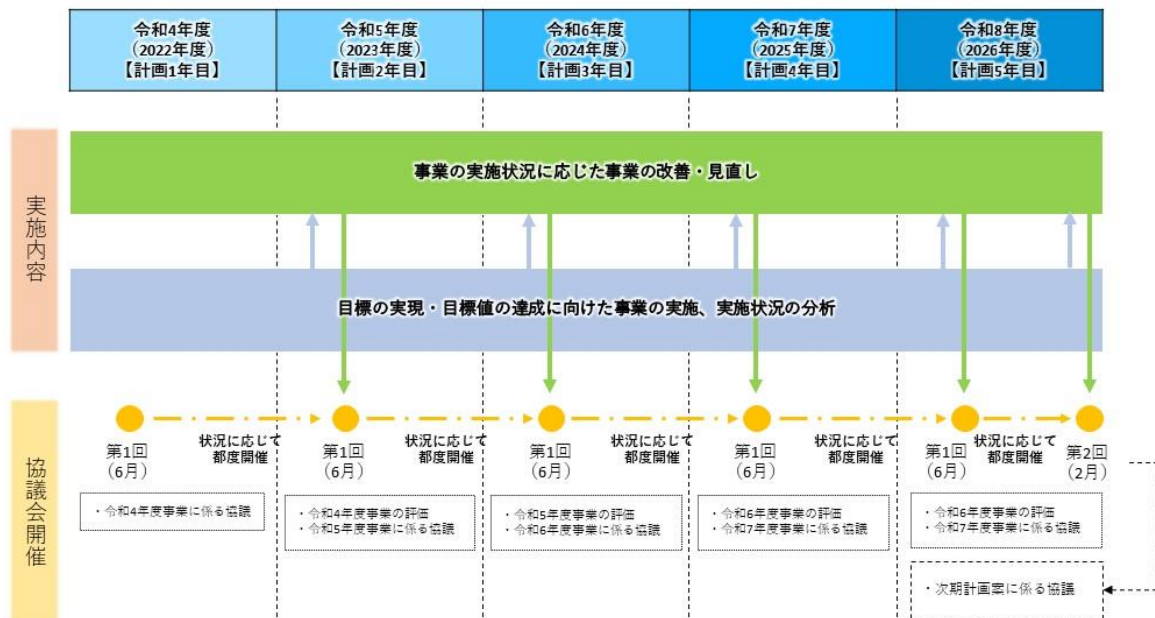 令和4年度
(2022年度)
【計画1年目】
令和5年度
(2023年度)
【計画2年目】
令和6年度
(2024年度)
【計画3年目】
令和7年度
(2025年度)
【計画4年目】
令和8年度
(2026年度)
【計画5年目】
実施内容
事業の実施状況に応じた事業の改善・見直し
目標の実現・目標値の達成に向けた事業の実施、実施状況の分析
協議会開催
第1回
(6月)
状況に応じて
都度開催
第1回
(6月)
状況に応じて
都度開催
第1回
(6月)
状況に応じて
都度開催
第1回
(6月)
状況に応じて
都度開催
第1回
(6月)
状況に応じて
都度開催
第2回
(2月)
・令和4年度事業に係る協議
・令和4年度事業の評価
・令和5年度事業に係る協議
・令和5年度事業の評価
・令和6年度事業に係る協議
・令和6年度事業の評価
・令和7年度事業に係る協議
・令和6年度事業の評価
・令和7年度事業に係る協議
・次期計画案に係る協議